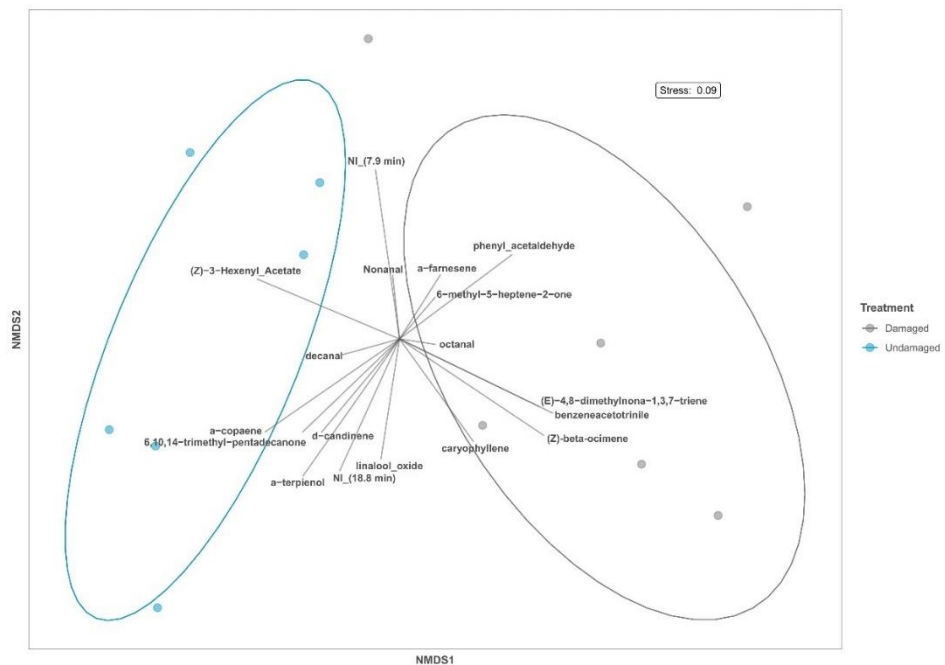 Stress: 0.09
NI_(7.9 min)
phenyl_acetaldehyde
(Z)−3−Hexenyl_Acetate
Nonanal
a−farnesene
6−methyl−5−heptene−2−one
Treatment
Damaged
Undamaged
NMDS2
octanal
decanal
(E)−4,8−dimethylnona−1,3,7−triene
benzeneacetotrinile
a−copaene
6,10,14−trimethyl−pentadecanone
d−candinene
(Z)-beta-ocimene
caryophyllene
linalool_oxide
NI_(18.8 min)
a−terpienol
NMDS1